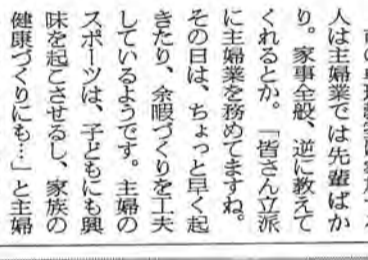 人は主婦業では先輩ばか
り。家事全般、逆に教えて
くれるとか。「皆さん立派
に主婦業を務めてますね。
その日は、ちょっと早く起
きたり、余暇づくりを工夫
しているようです。主婦の
スポーツは、子どもにも興
味を起こさせるし、家族の
健康づくりにも…」と主婦